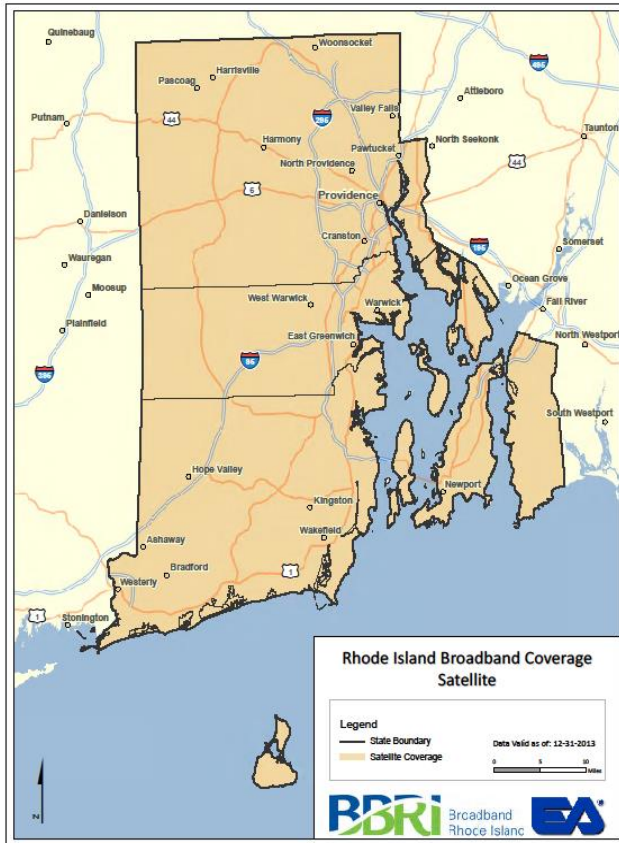 Quinebaug
Woonsocket
495
Harrisville
Pascoag
Attleboro
Putnam
44
295
Valley Falls
Taunton
Harmony
Pawtucket
North Seekonk
44
North Providence
6
Providence
Danielson
Cranston
195
Somerset
Wauregan
Ocean Grove
Moosup
West Warwick
Warwick
Fall River
Plainfield
East Greenwich
North Westport
95
395
South Westport
Hope Valley
Newport
Kingston
Ashaway
Wakefield
Bradford
1
Westerly
1
Stonington
Rhode Island Broadband Coverage
Satellite
Legend
State Boundary
Data Valid as of: 12-31-2013
Satellite Coverage
0 5 10
Miles
N
BBRI Broadband
Rhode Island
EA